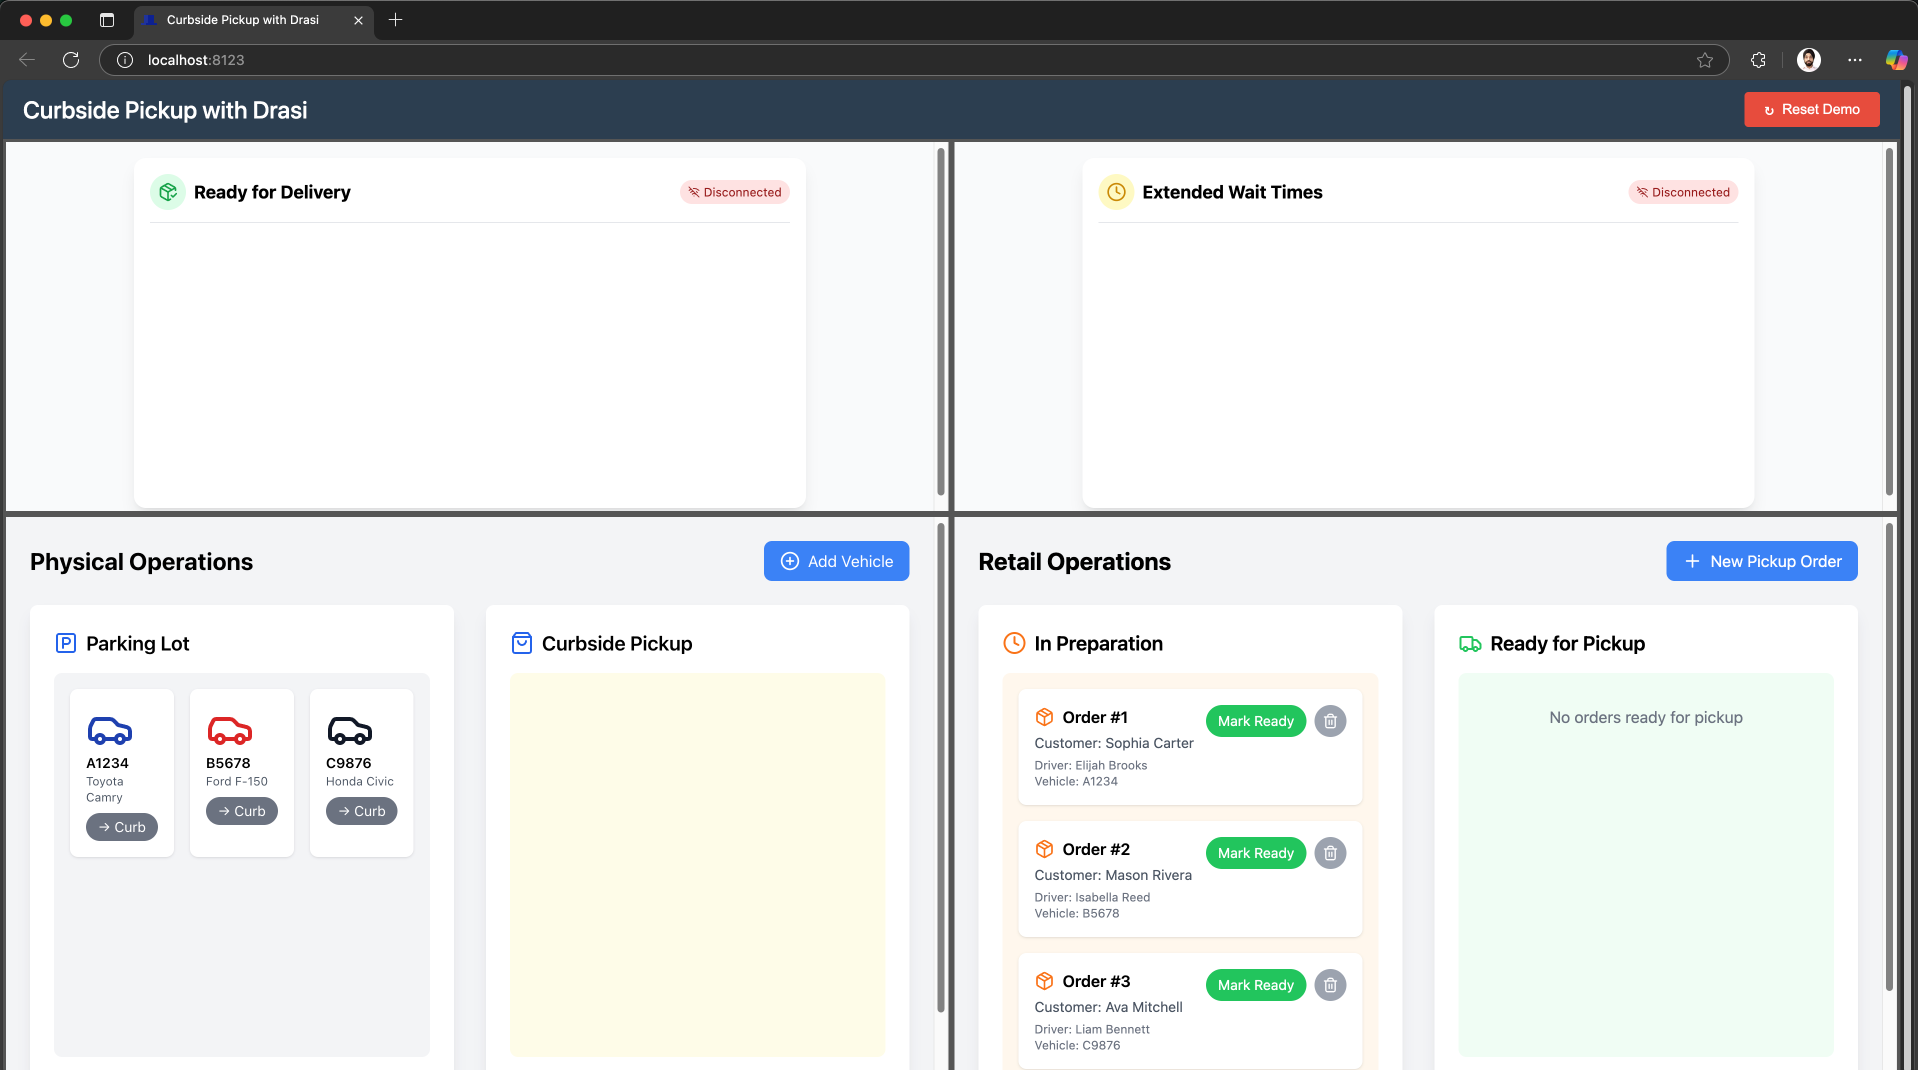 Curbside Pickup with Drasi
localhost:8123
Curbside Pickup with Drasi
↻ Reset Demo
Ready for Delivery
Disconnected
Extended Wait Times
Disconnected
Physical Operations
Add Vehicle
Parking Lot
A1234
Toyota
Camry
→ Curb
B5678
Ford F-150
→ Curb
C9876
Honda Civic
→ Curb
Curbside Pickup
Retail Operations
+ New Pickup Order
In Preparation
Order #1
Mark Ready
Customer: Sophia Carter
Driver: Elijah Brooks
Vehicle: A1234
Order #2
Mark Ready
Customer: Mason Rivera
Driver: Isabella Reed
Vehicle: B5678
Order #3
Mark Ready
Customer: Ava Mitchell
Driver: Liam Bennett
Vehicle: C9876
Ready for Pickup
No orders ready for pickup